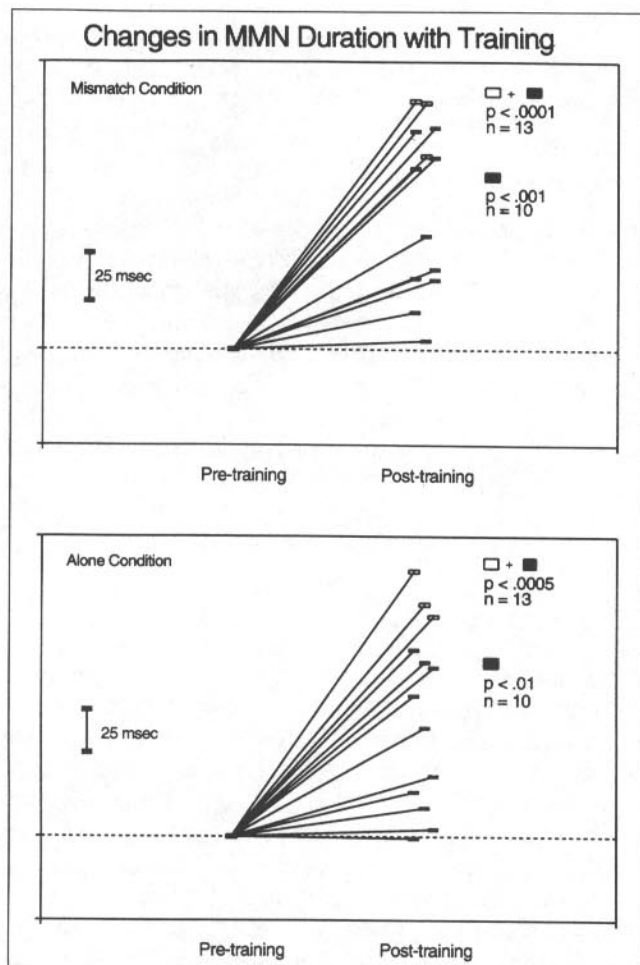 Changes in MMN Duration with Training
Mismatch Condition
+
p < .0001
n = 13
p < .001
n = 10
25 msec
Pre-training Post-training
Alone Condition
+
p < .0005
n = 13
p < .01
n = 10
25 msec
Pre-training Post-training